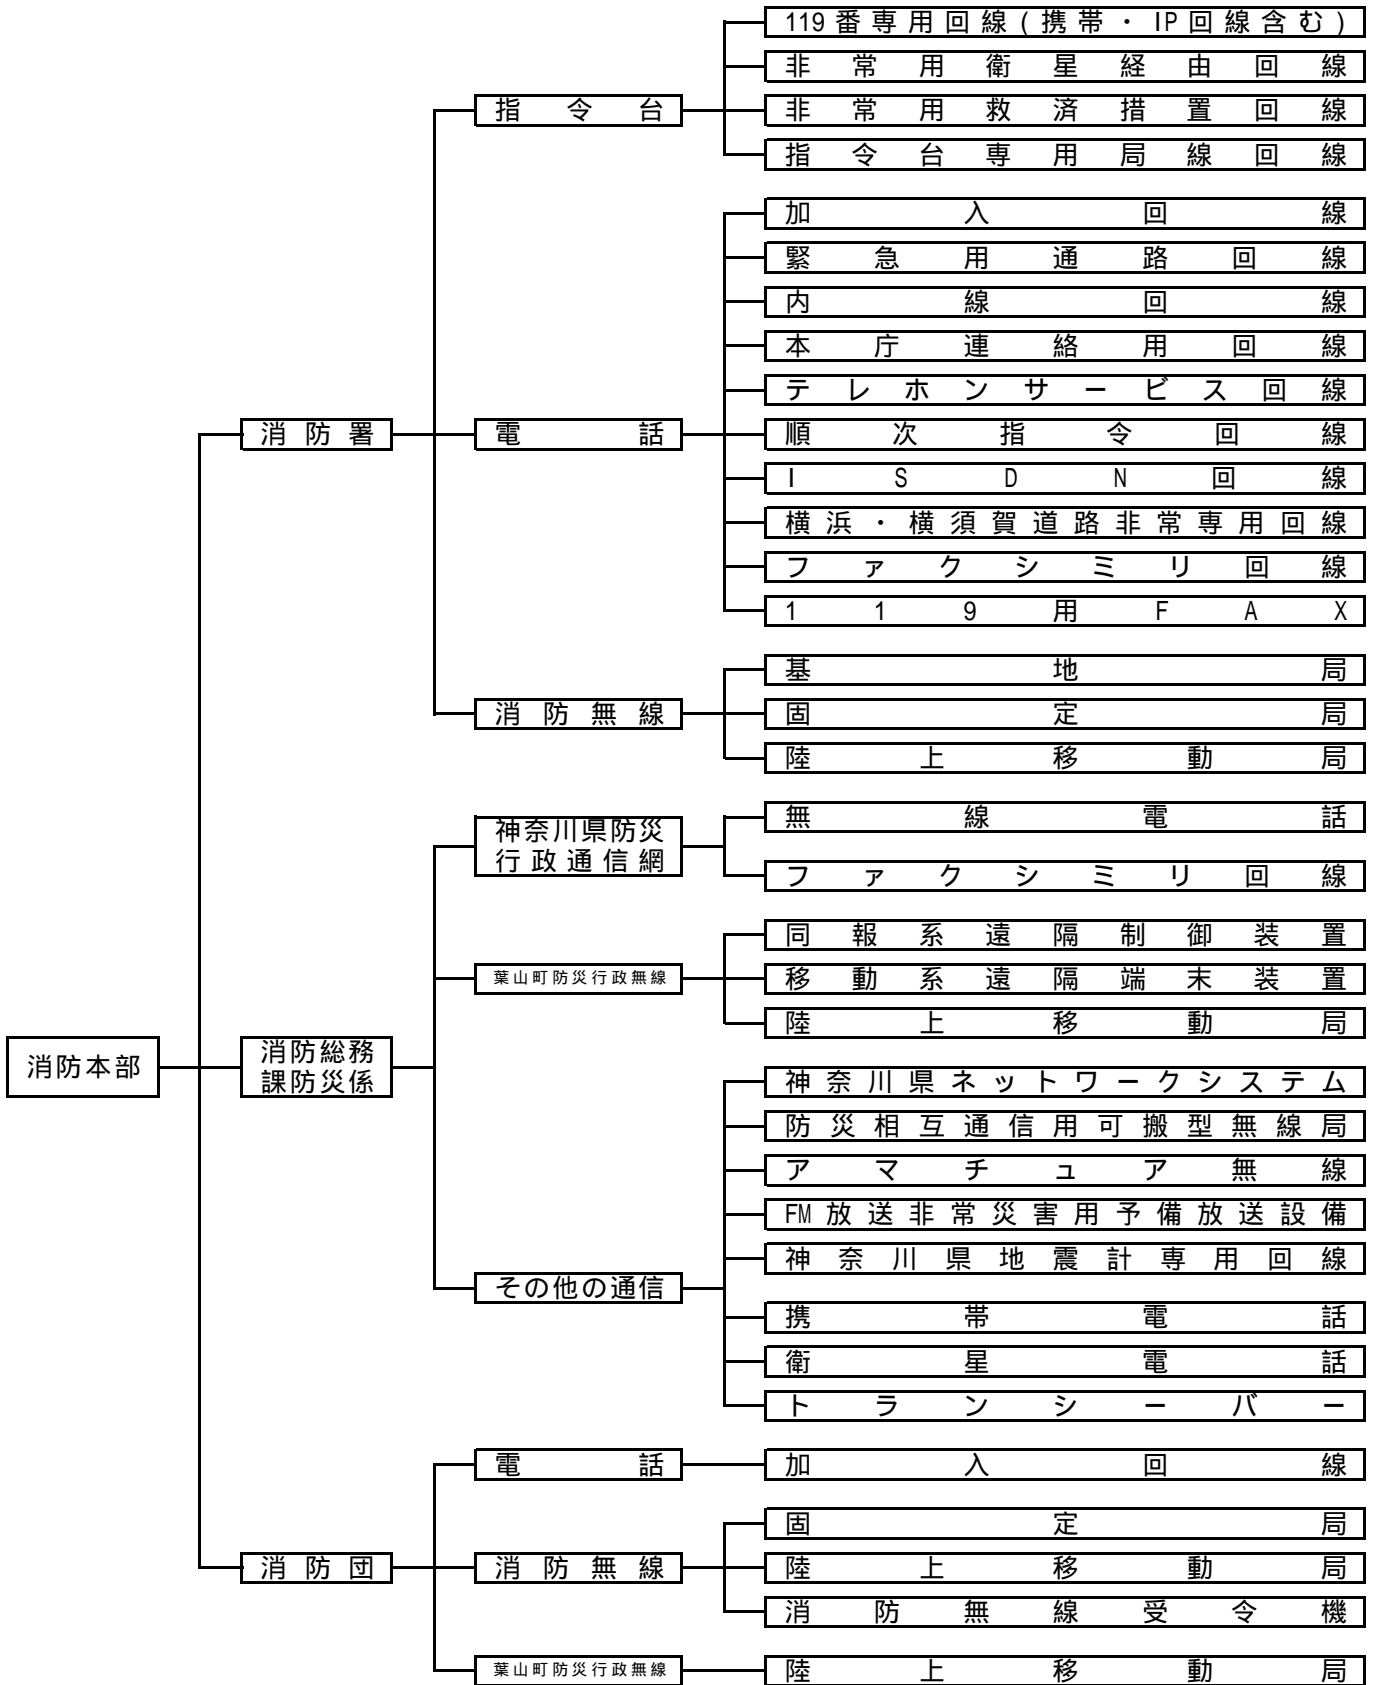 119番専用回線(携帯・IP回線含む)
非常用衛星経由回線
指令台
非常用救済措置回線
指令台専用局線回線
加入回線
緊急用通路回線
内線回線
本庁連絡用回線
テレホンサービス回線
消防署
電話
順次指令回線
ISDN回線
横浜・横須賀道路非常専用回線
ファクシミリ回線
119用FAX
基地局
消防無線
固定局
陸上移動局
神奈川県防災
行政通信網
無線電話
ファクシミリ回線
同報系遠隔制御装置
葉山町防災行政無線
移動系遠隔端末装置
陸上移動局
消防本部
消防総務
課防災係
神奈川県ネットワークシステム
防災相互通信用可搬型無線局
アマチュア無線
FM放送非常災害用予備放送設備
神奈川県地震計専用回線
その他の通信
携帯電話
衛星電話
トランシーバー
電話
加入回線
固定局
消防団
消防無線
陸上移動局
消防無線受令機
葉山町防災行政無線
陸上移動局